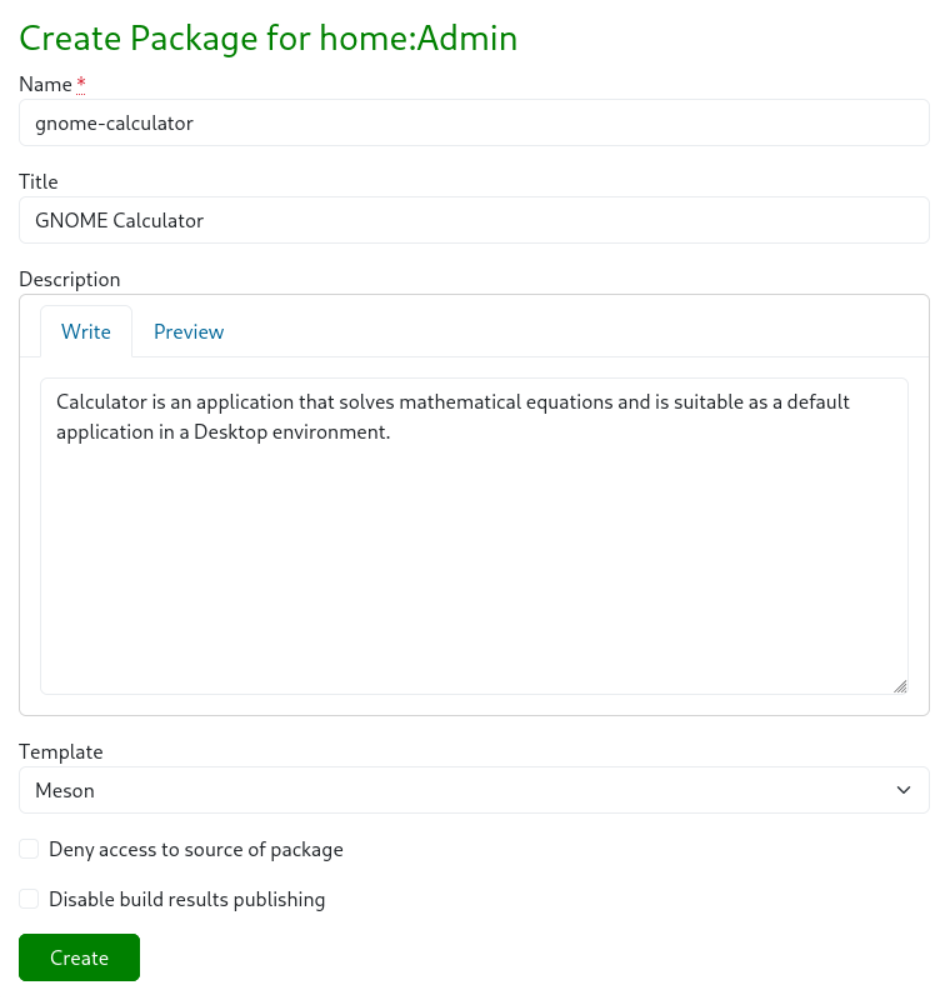 Create Package for home:Admin
Name *
gnome-calculator
Title
GNOME Calculator
Description
Write Preview
Calculator is an application that solves mathematical equations and is suitable as a default
application in a Desktop environment.
Template
Meson
Deny access to source of package
Disable build results publishing
Create